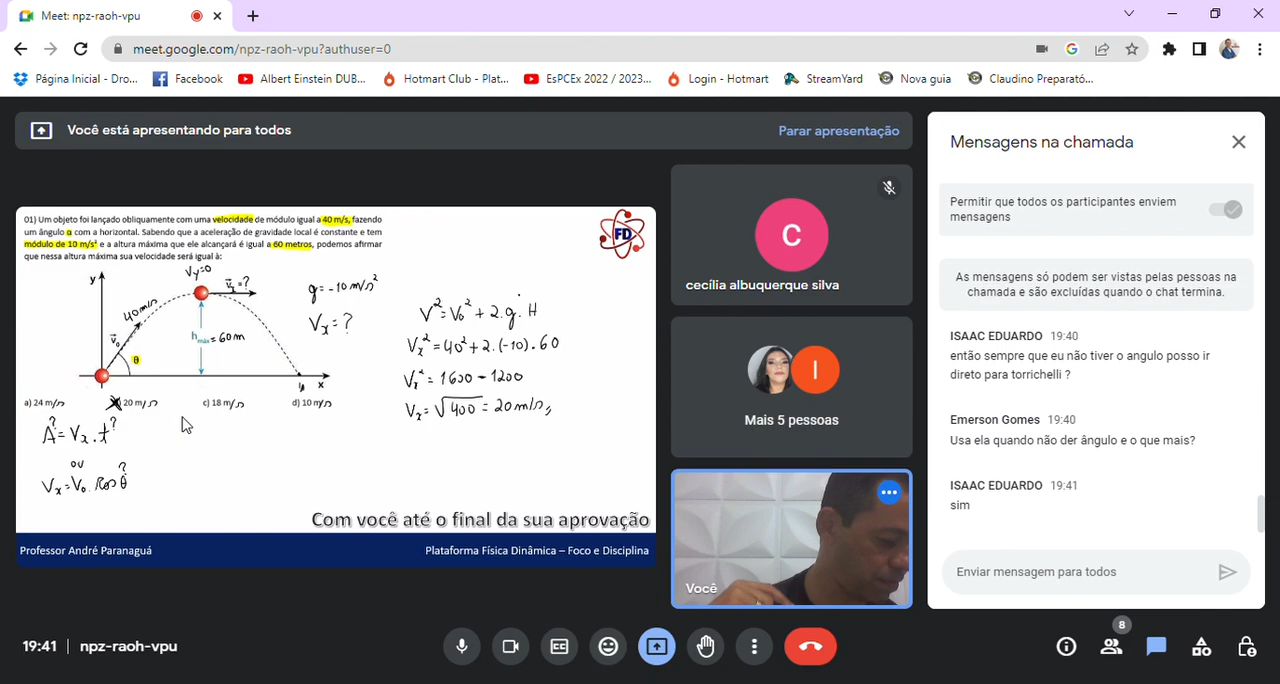 Meet: npz-raoh-vpu
meet.google.com/npz-raoh-vpu?authuser=0
Página Inicial - Dro...
Facebook
Albert Einstein DUB...
Hotmart Club - Plat...
EsPCEx 2022 / 2023...
Login - Hotmart
StreamYard
Nova guia
Claudino Preparató...
Você está apresentando para todos
Parar apresentação
01) Um objeto foi lançado obliquamente com uma velocidade de módulo igual a 40 m/s, fazendo
um ângulo α com a horizontal. Sabendo que a aceleração de gravidade local é constante e tem
módulo de 10 m/s² e a altura máxima que ele alcançará é igual a 60 metros, podemos afirmar
que nessa altura máxima sua velocidade será igual à:
FD
y
Vy=0
Vx=?
40m/s
V₀
θ
hmáx = 60m
x
g=-10m/s²
Vx=?
V²=V₀²+2.g.H
Vx²=40²+2.(-10).60
Vx²=1600-1200
Vx=√400=20m/s
a) 24 m/s
20 m/s
c) 18 m/s
d) 10 m/s
? ?
A=Vx.t
ou ?
Vx=V₀.cosθ
Com você até o final da sua aprovação
Professor André Paranaguá
Plataforma Física Dinâmica – Foco e Disciplina
C
cecília albuquerque silva
I
Mais 5 pessoas
Você
Mensagens na chamada
Permitir que todos os participantes enviem
mensagens
As mensagens só podem ser vistas pelas pessoas na
chamada e são excluídas quando o chat termina.
ISAAC EDUARDO 19:40
então sempre que eu não tiver o angulo posso ir
direto para torrichelli ?
Emerson Gomes 19:40
Usa ela quando não der ângulo e o que mais?
ISAAC EDUARDO 19:41
sim
Enviar mensagem para todos
19:41 | npz-raoh-vpu
8